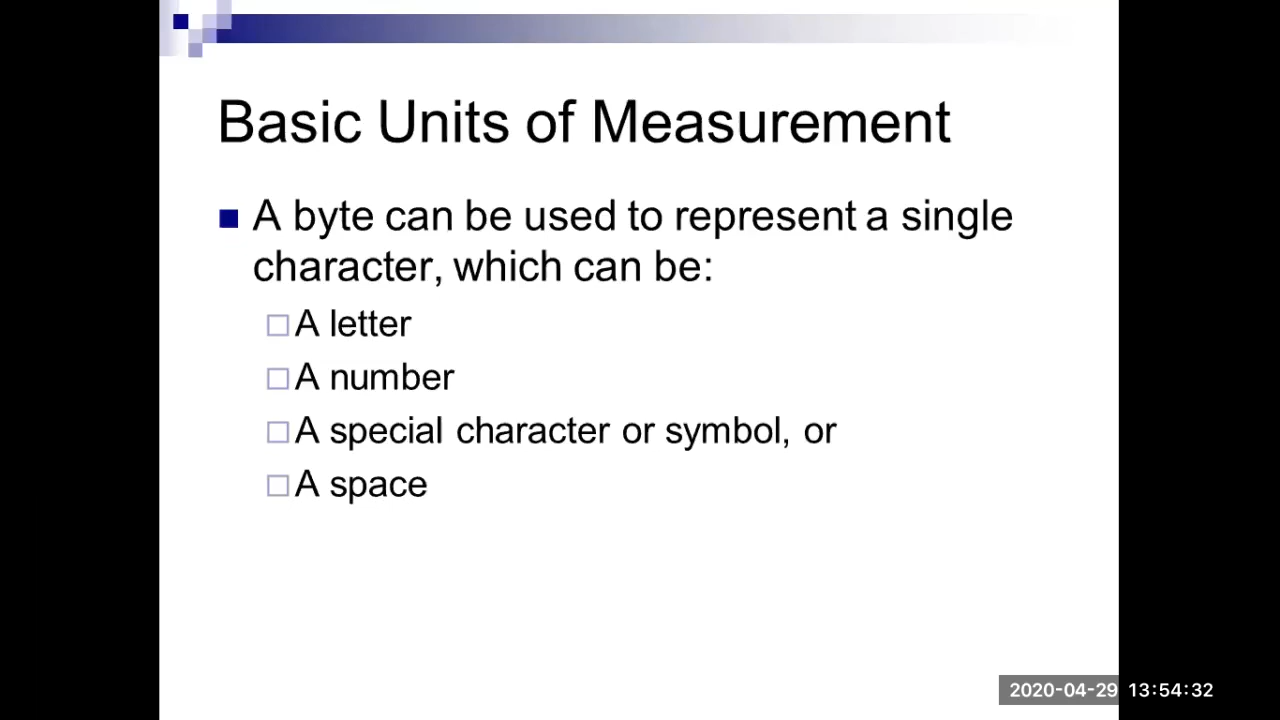 Basic Units of Measurement
A byte can be used to represent a single
character, which can be:
A letter
A number
A special character or symbol, or
A space
2020-04-29 13:54:32